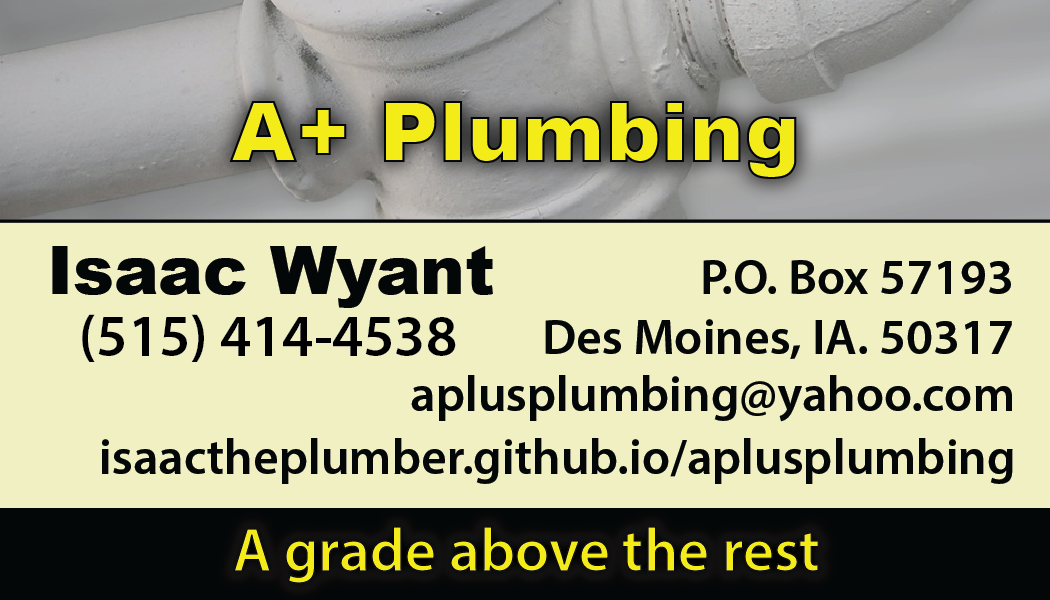 A+ Plumbing
Isaac Wyant
(515) 414-4538
P.O. Box 57193
Des Moines, IA. 50317
aplusplumbing@yahoo.com
isaactheplumber.github.io/aplusplumbing
A grade above the rest